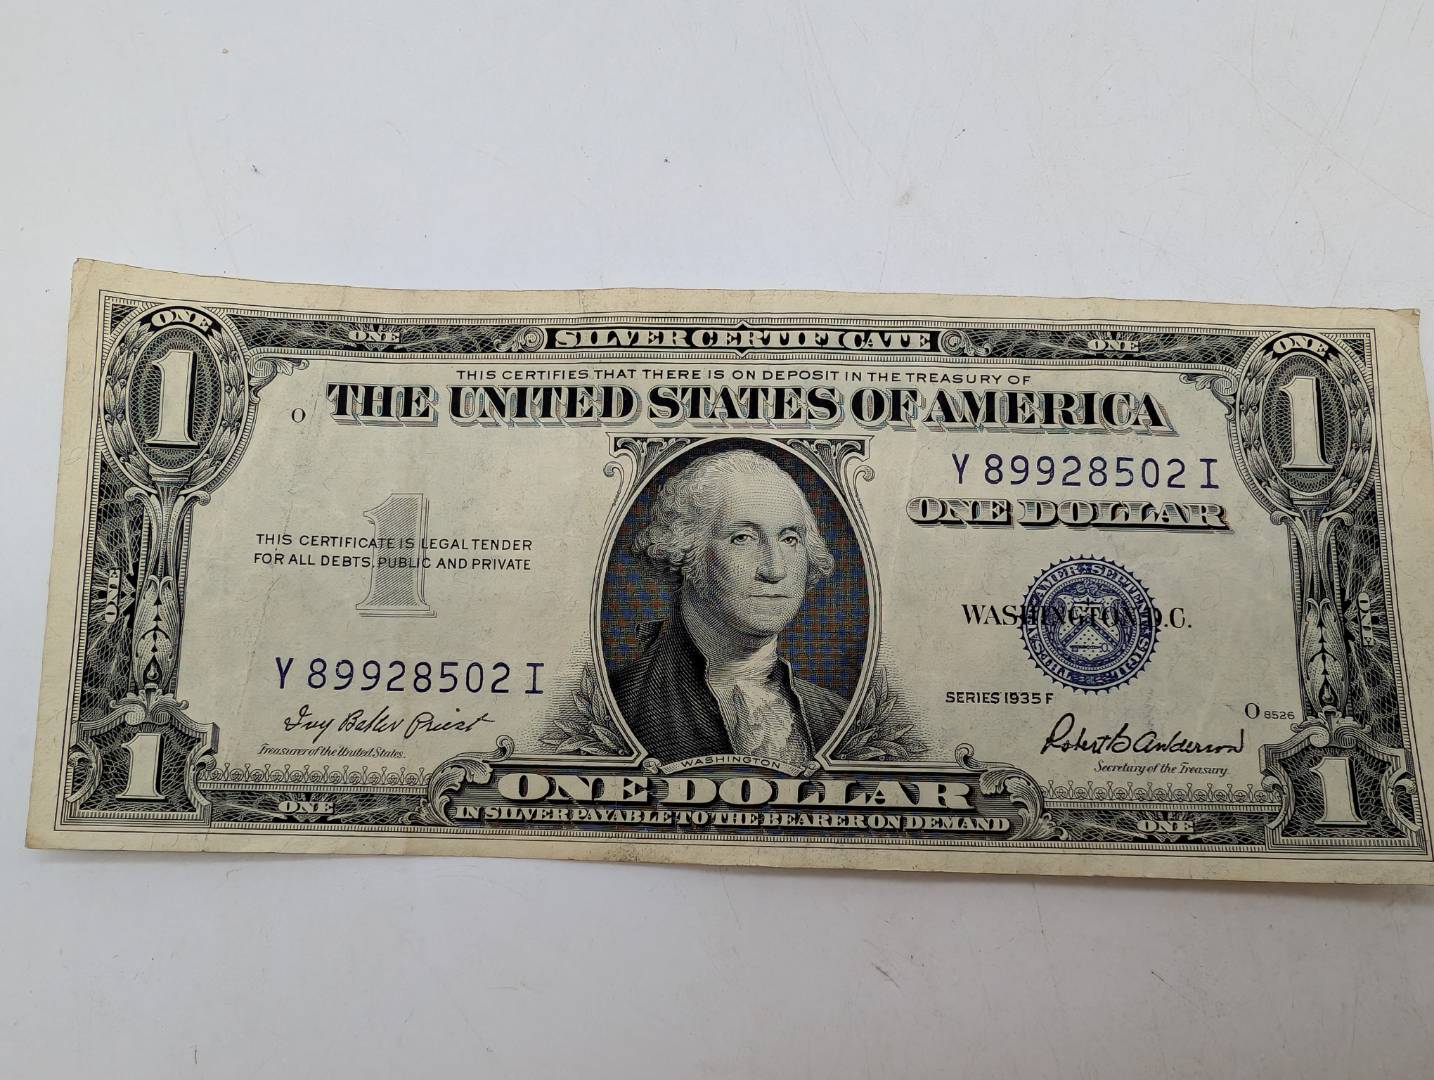 ONE
ONE
SILVER CERTIFICATE
ONE
ONE
1
1
THIS CERTIFIES THAT THERE IS ON DEPOSIT IN THE TREASURY OF
O
THE UNITED STATES OF AMERICA
Y 89928502 I
ONE DOLLAR
1
THIS CERTIFICATE IS LEGAL TENDER
FOR ALL DEBTS, PUBLIC AND PRIVATE
ONE
ONE
WASHINGTON, D.C.
Y 89928502 I
SERIES 1935 F
O 8526
Ivy Baker Priest
Treasurer of the United States.
Robert B Anderson
Secretary of the Treasury.
WASHINGTON
1
1
ONE DOLLAR
ONE
ONE
IN SILVER PAYABLE TO THE BEARER ON DEMAND